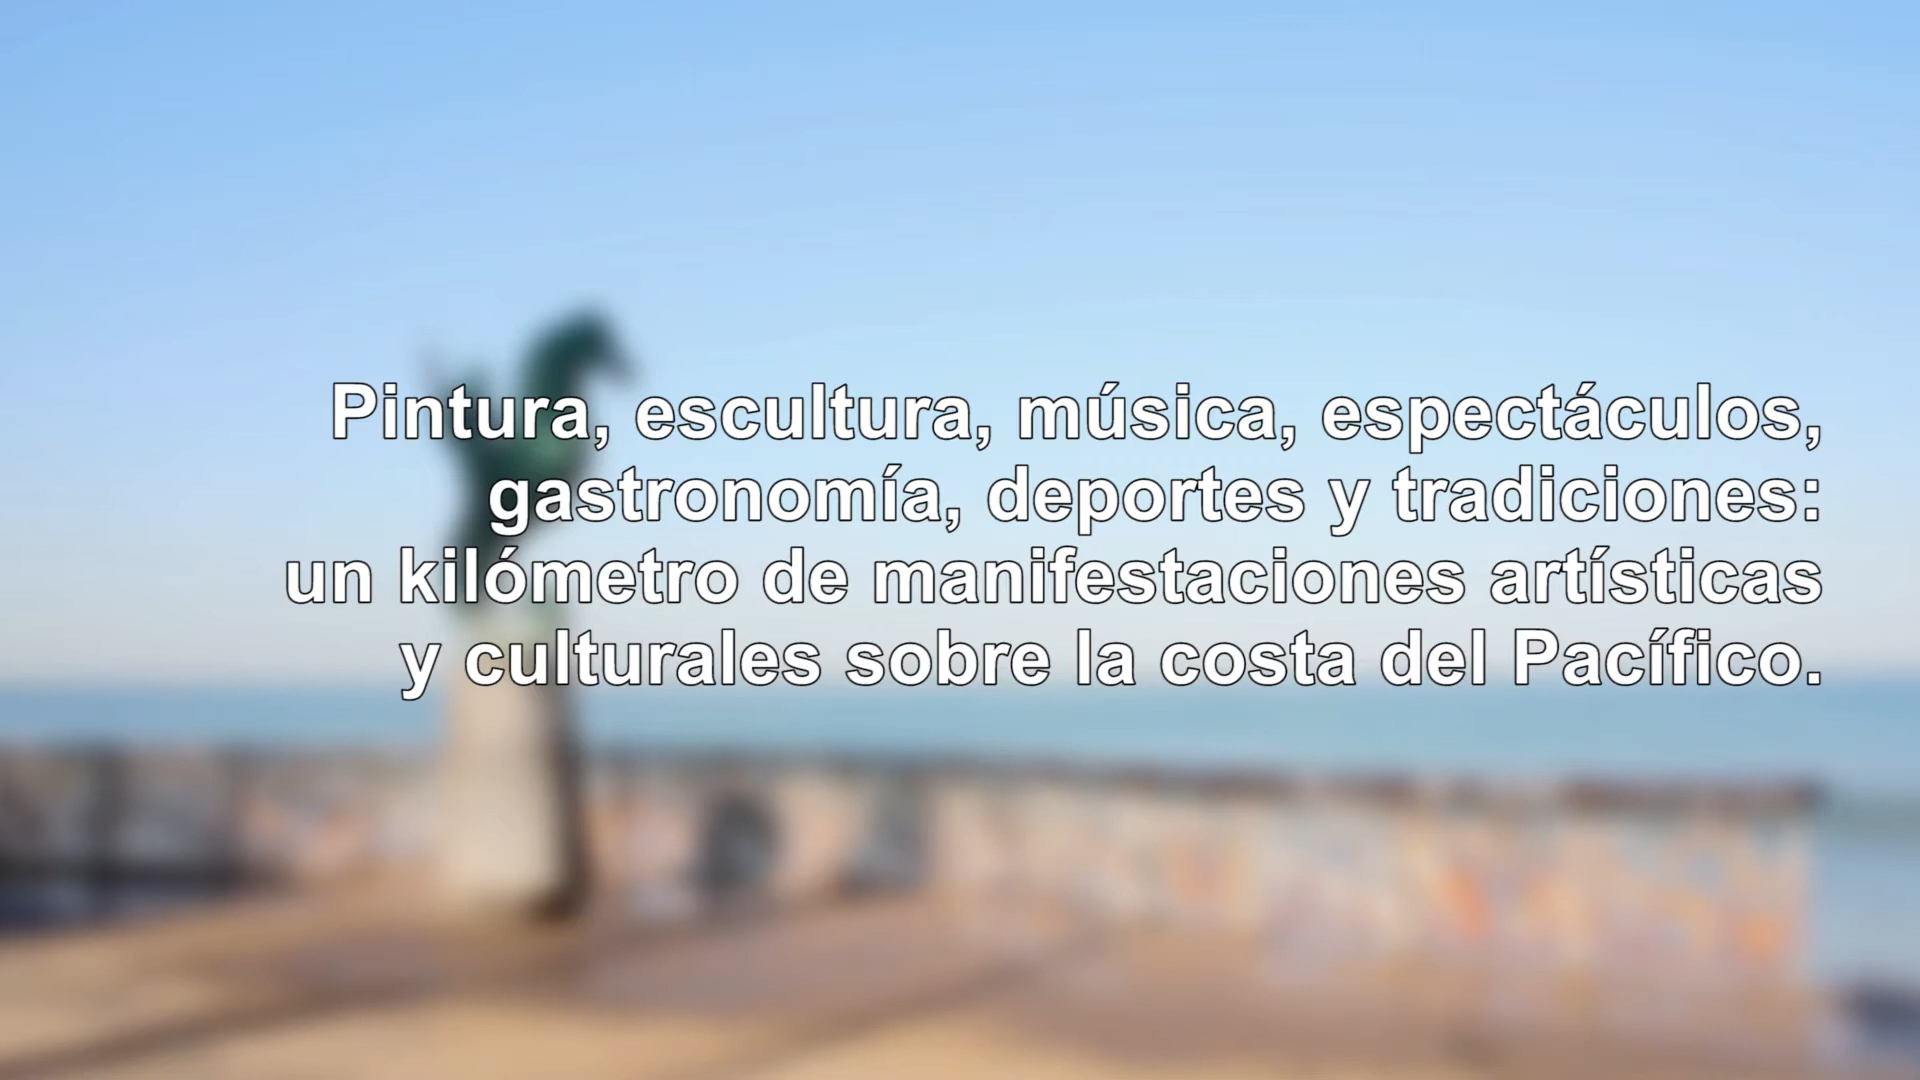 Pintura, escultura, música, espectáculos,
gastronomía, deportes y tradiciones:
un kilómetro de manifestaciones artísticas
y culturales sobre la costa del Pacífico.